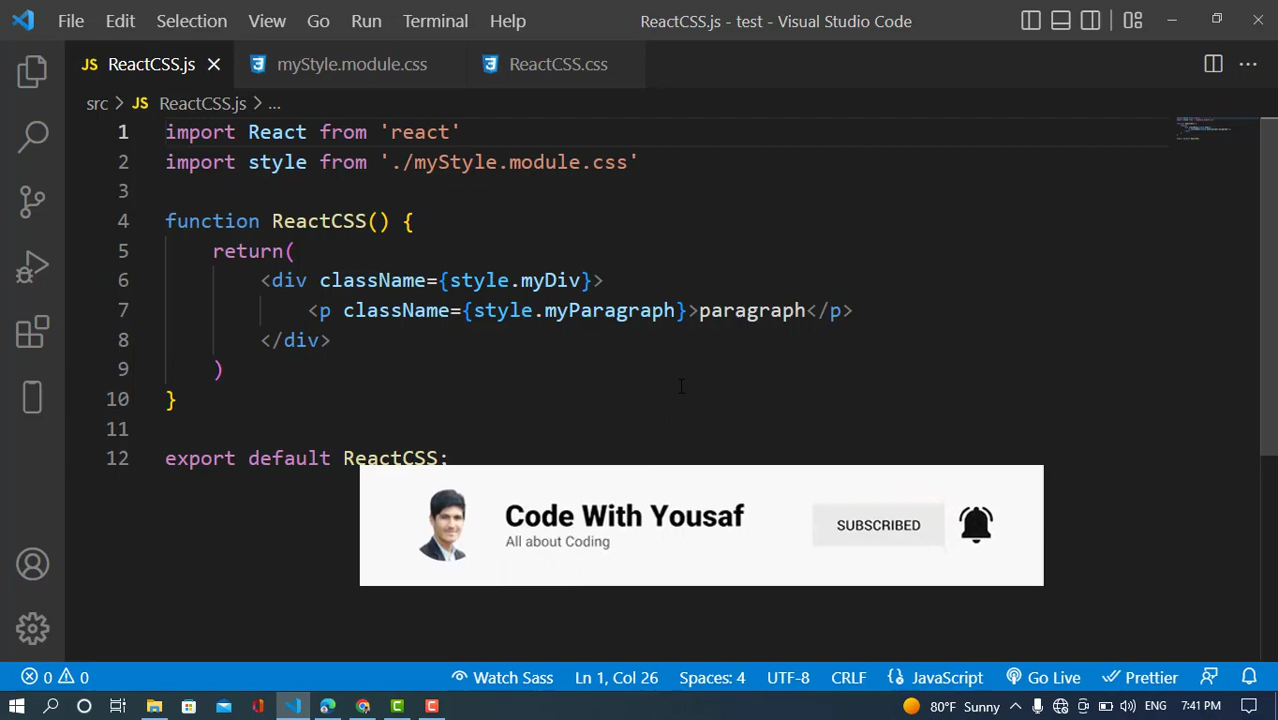 File Edit Selection View Go Run Terminal Help ReactCSS.js - test - Visual Studio Code
JS ReactCSS.js myStyle.module.css ReactCSS.css
src > JS ReactCSS.js > ...
1 import React from 'react'
2 import style from './myStyle.module.css'
3
4 function ReactCSS() {
5 return(
6 <div className={style.myDiv}>
7 <p className={style.myParagraph}>paragraph</p>
8 </div>
9 )
10 }
11
12 export default ReactCSS;
Code With Yousaf
All about Coding
SUBSCRIBED
0 0 Watch Sass Ln 1, Col 26 Spaces: 4 UTF-8 CRLF JavaScript Go Live Prettier
80°F Sunny ENG 7:41 PM